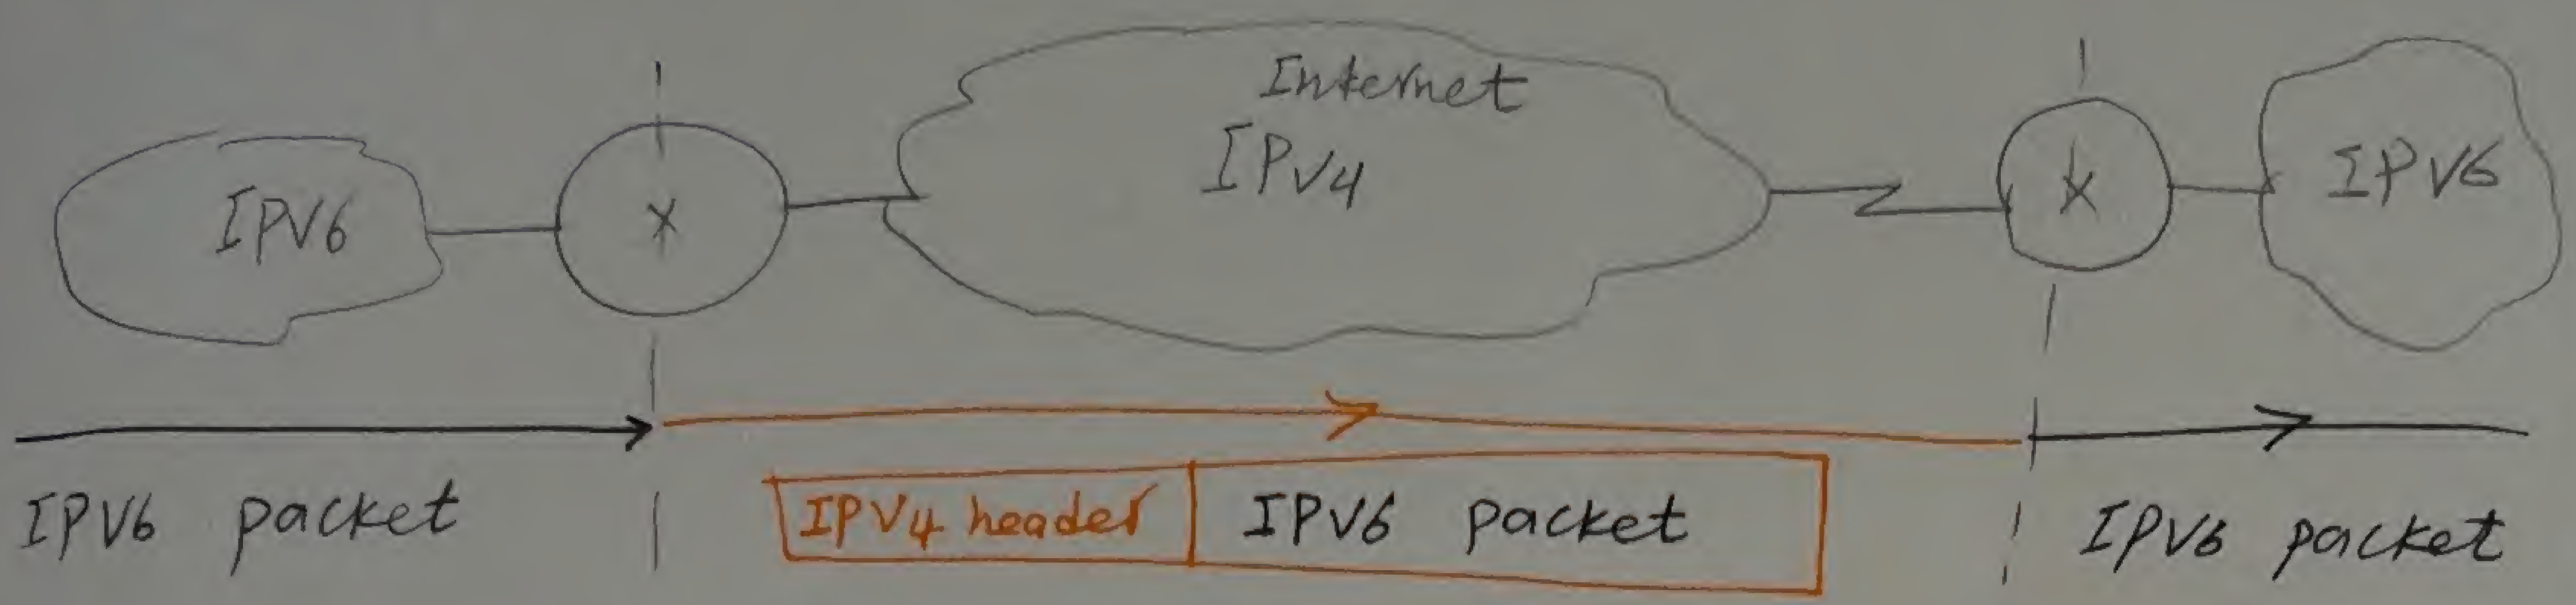 Internet
IPV4
IPV6
X
X
IPV6
IPV6 packet
IPV4 header
IPV6 packet
IPV6 packet